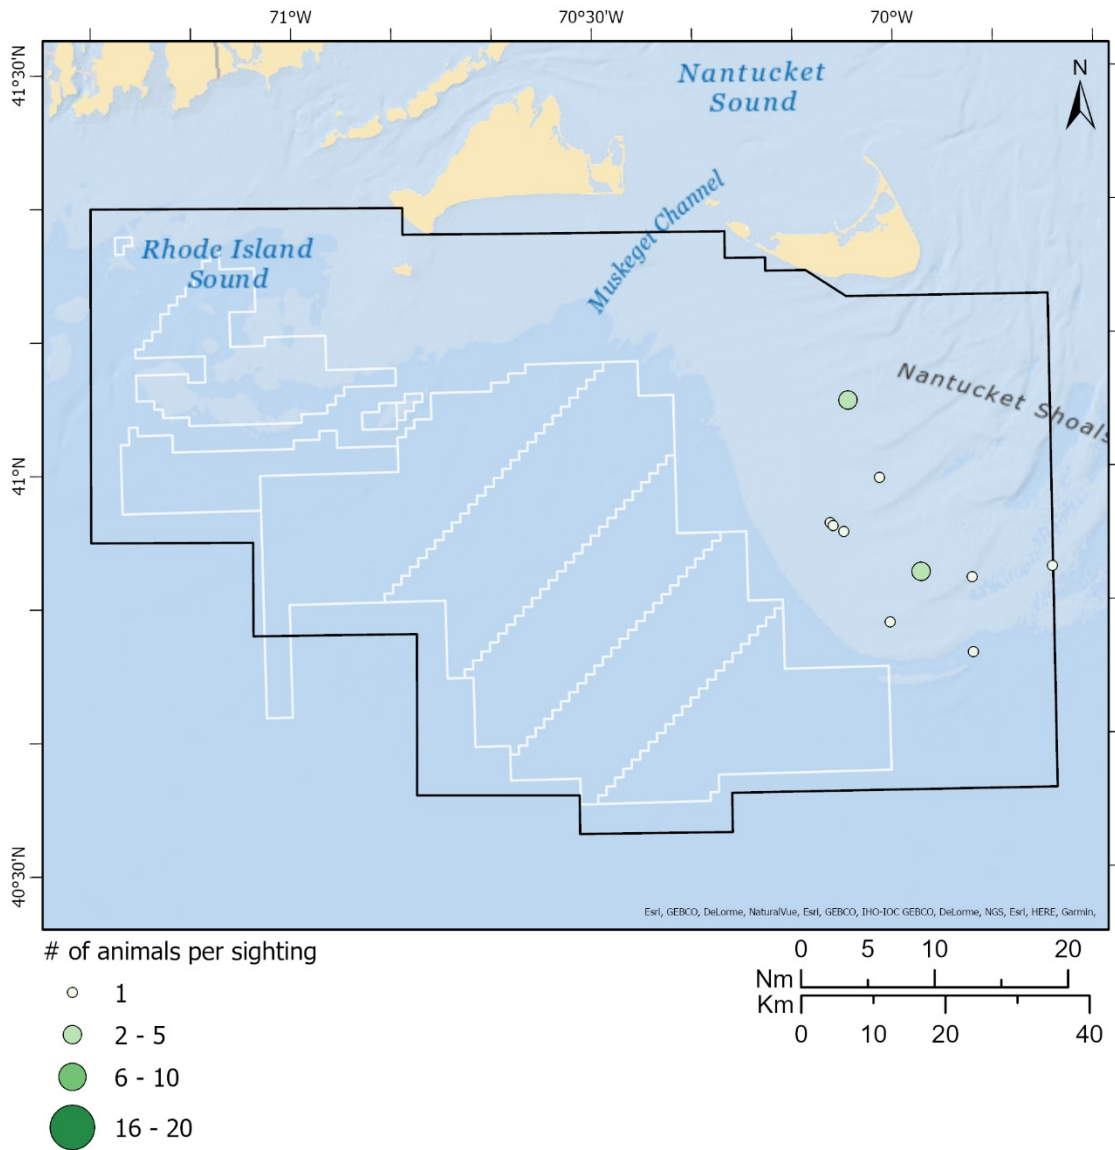 71°W
70°30'W
70°W
41°30'N
41°N
40°30'N
N
Nantucket
Sound
Muskeget Channel
Rhode Island
Sound
Nantucket Shoals
Esri, GEBCO, DeLorme, NaturalVue, Esri, GEBCO, IHO-IOC GEBCO, DeLorme, NGS, Esri, HERE, Garmin,
# of animals per sighting
1
2 - 5
6 - 10
16 - 20
0 5 10 20
Nm
Km
0 10 20 40